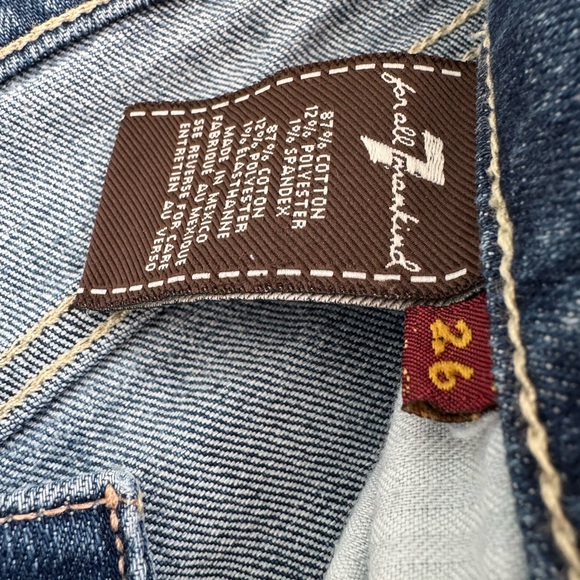 7
for all mankind
87% COTTON
12% POLYESTER
1% SPANDEX
87% COTON
12% POLYESTER
1% ELASTHANNE
MADE IN MEXICO
FABRIQUE AU MEXIQUE
SEE REVERSE FOR CARE
ENTRETIEN AU VERSO
26